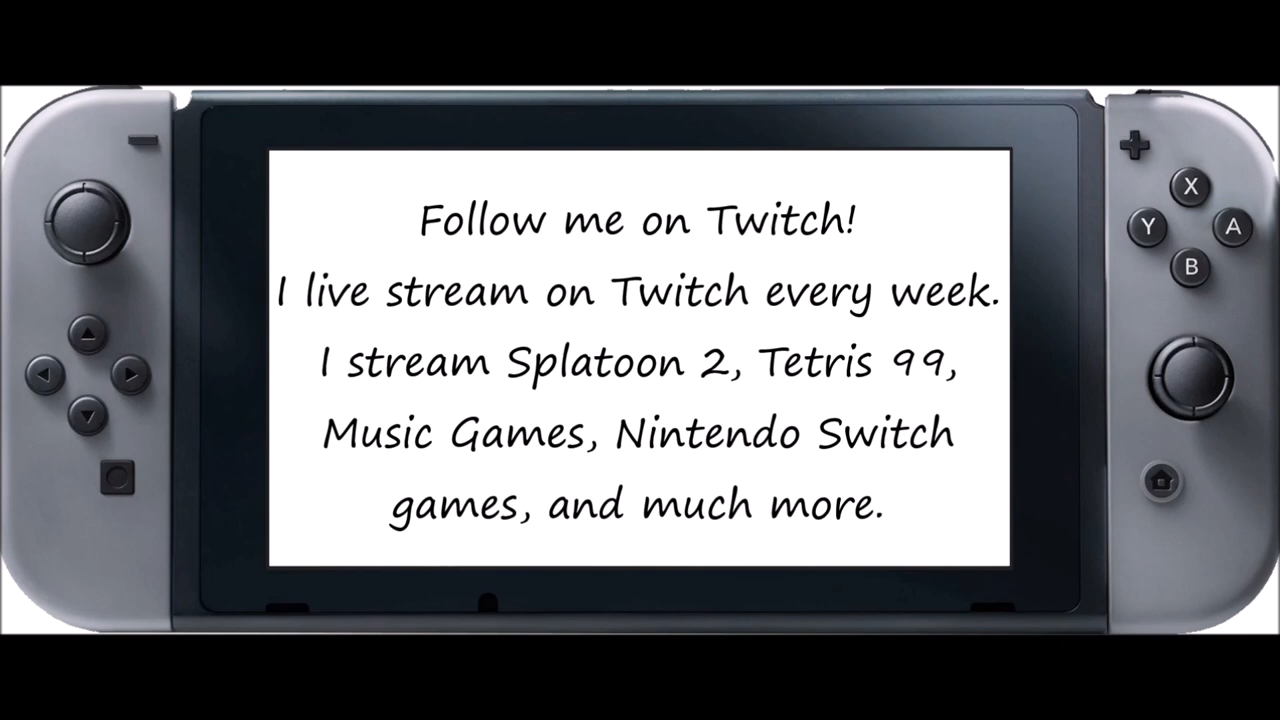 Follow me on Twitch!
I live stream on Twitch every week.
I stream Splatoon 2, Tetris 99,
Music Games, Nintendo Switch
games, and much more.
X
Y A
B